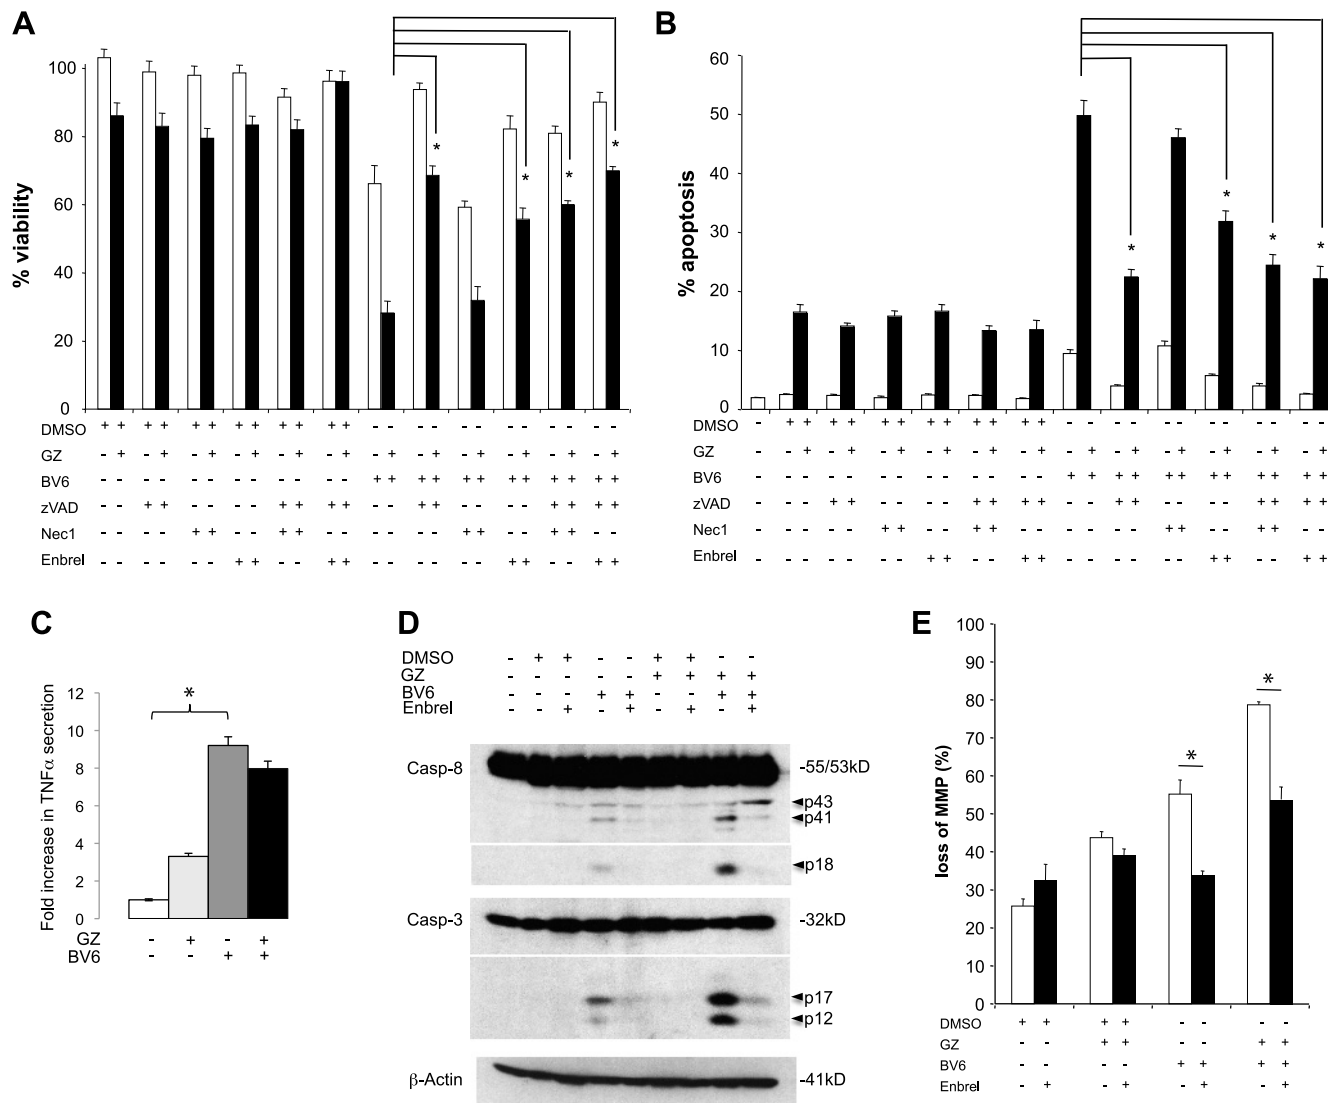 A
% viability
100
80
60
40
20
0
* * * *
DMSO + + + + + + + + + + + + - - - - - - - - - - - -
GZ - + - + - + - + - + - + - + - + - + - + - + - +
BV6 - - - - - - - - - - - - + + + + + + + + + + + +
zVAD - - + + - - - - + + + + - - + + - - - - + + + +
Nec1 - - - - + + - - + + - - - - - - + + - - + + - -
Enbrel - - - - - - + + - - + + - - - - - - + + - - + +
B
% apoptosis
60
50
40
30
20
10
0
* * * *
DMSO - + + + + + + + + + + + + - - - - - - - - - - - -
GZ - - + - + - + - + - + - + - + - + - + - + - + - +
BV6 - - - - - - - - - - - - - + + + + + + + + + + + +
zVAD - - - + + - - - - + + + + - - + + - - - - + + + +
Nec1 - - - - - + + - - + + - - - - - - + + - - + + - -
Enbrel - - - - - - - + + - - + + - - - - - - + + - - + +
C
Fold increase in TNFα secretion
12
10
8
6
4
2
0
*
GZ - + - +
BV6 - - + +
D
DMSO - + + - - + + - -
GZ - - - - - + + + +
BV6 - - - + + - - + +
Enbrel - - + - + - + - +
Casp-8 -55/53kD
p43
p41
p18
Casp-3 -32kD
p17
p12
β-Actin -41kD
E
loss of MMP (%)
100
90
80
70
60
50
40
30
20
10
0
* *
DMSO + + + + - - - -
GZ - - + + - - + +
BV6 - - - - + + + +
Enbrel - + - + - + - +